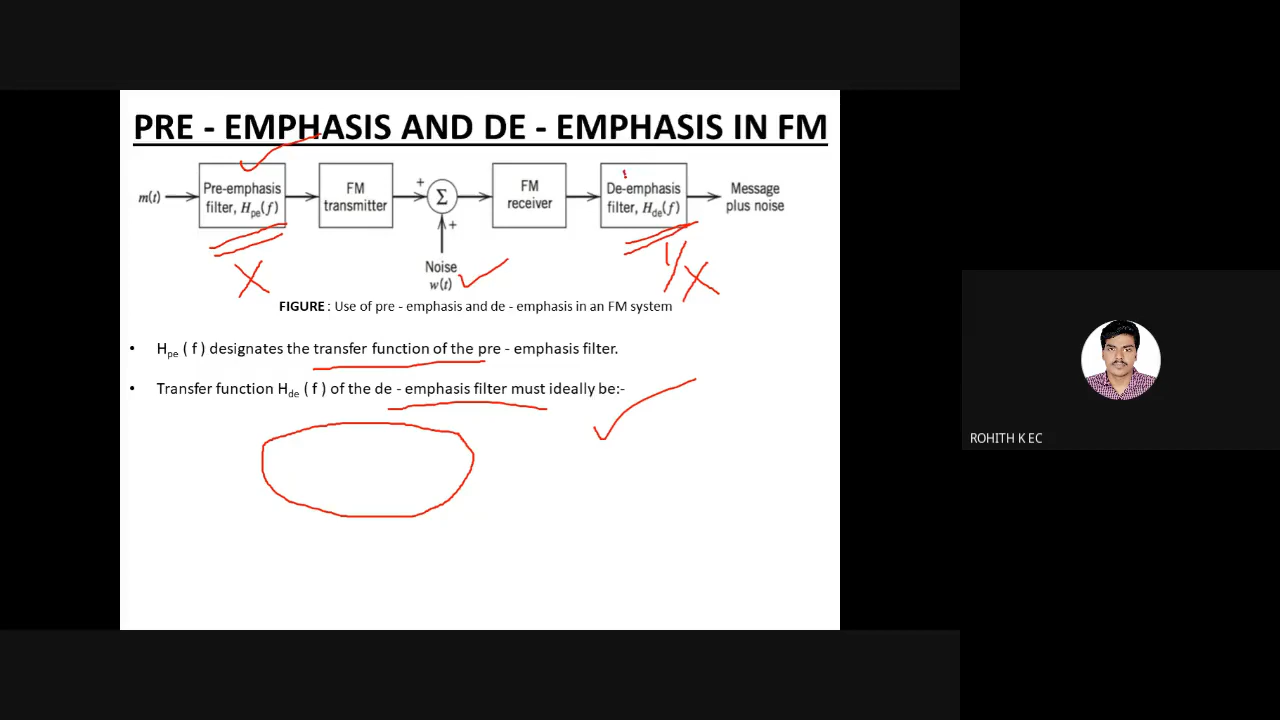 PRE - EMPHASIS AND DE - EMPHASIS IN FM
m(t)
Pre-emphasis
filter, Hpe(f)
FM
transmitter
+
Σ
+
FM
receiver
De-emphasis
filter, Hde(f)
Message
plus noise
Noise
w(t)
X
1/X
FIGURE : Use of pre - emphasis and de - emphasis in an FM system
• Hpe ( f ) designates the transfer function of the pre - emphasis filter.
• Transfer function Hde ( f ) of the de - emphasis filter must ideally be:-
ROHITH K EC